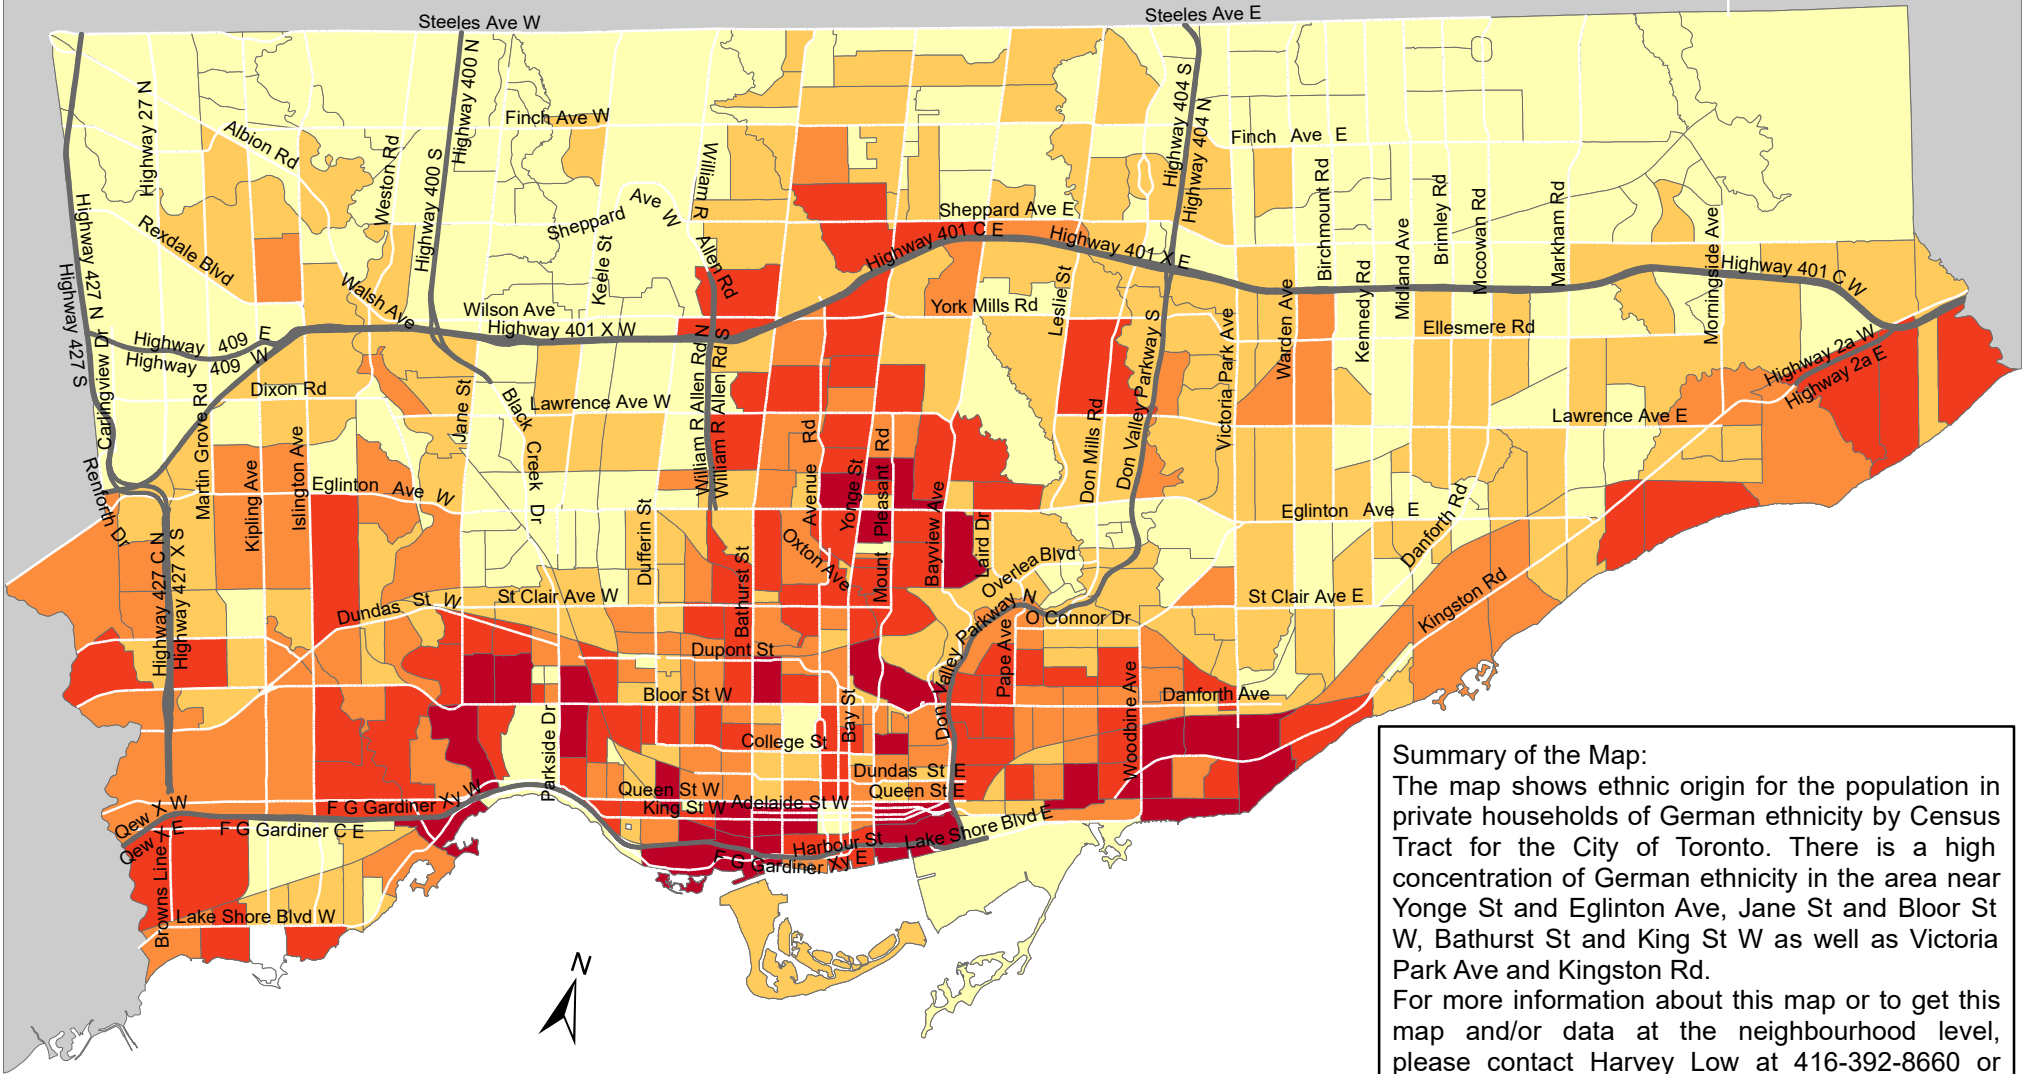 Steeles Ave W
Steeles Ave E
Highway 27 N
Highway 400 N
Highway 404 S
Highway 404 N
Finch Ave W
Finch Ave E
Albion Rd
Weston Rd
Highway 400 S
William R Allen Rd
Sheppard Ave W
Sheppard Ave E
Keele St
Rexdale Blvd
Highway 427 N
Highway 427 S
Walsh Ave
Wilson Ave
Highway 401 X W
Highway 401 C E
Highway 401 X E
York Mills Rd
Leslie St
Birchmount Rd
Midland Ave
Brimley Rd
Mccowan Rd
Markham Rd
Morningside Ave
Highway 401 C W
Warden Ave
Kennedy Rd
Ellesmere Rd
Victoria Park Ave
Highway 409 E
Highway 409 W
Carlingview Dr
Dixon Rd
Martin Grove Rd
Jane St
Black Creek Dr
Lawrence Ave W
William R Allen Rd N
William R Allen Rd S
Don Valley Parkway S
Don Mills Rd
Lawrence Ave E
Highway 2a W
Highway 2a E
Renforth Dr
Kipling Ave
Islington Ave
Eglinton Ave W
Eglinton Ave E
Avenue Rd
Yonge St
Mount Pleasant Rd
Bayview Ave
Laird Dr
Danforth Rd
Highway 427 C N
Highway 427 X S
Dufferin St
Bathurst St
Oxton Ave
Overlea Blvd
Dundas St W
St Clair Ave W
St Clair Ave E
Kingston Rd
Don Valley Parkway N
O Connor Dr
Pape Ave
Dupont St
Bloor St W
Danforth Ave
Woodbine Ave
Parkside Dr
Bay St
College St
Dundas St E
Queen St W
Queen St E
King St W
Adelaide St W
Qew X W
Qew X E
F G Gardiner Xy W
F G Gardiner C E
Harbour St
Lake Shore Blvd E
F G Gardiner Xy E
Browns Line
Lake Shore Blvd W
N
Summary of the Map:
The map shows ethnic origin for the population in
private households of German ethnicity by Census
Tract for the City of Toronto. There is a high
concentration of German ethnicity in the area near
Yonge St and Eglinton Ave, Jane St and Bloor St
W, Bathurst St and King St W as well as Victoria
Park Ave and Kingston Rd.
For more information about this map or to get this
map and/or data at the neighbourhood level,
please contact Harvey Low at 416-392-8660 or